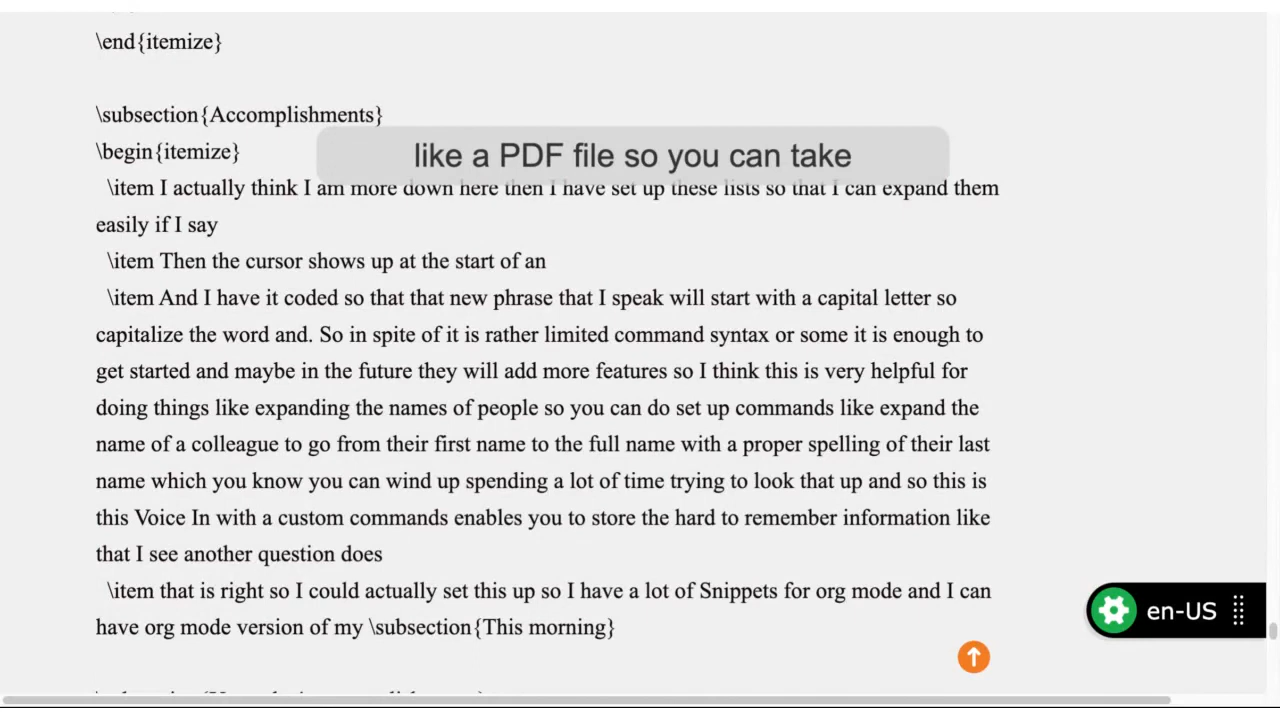 \end{itemize}
\subsection{Accomplishments}
\begin{itemize}
like a PDF file so you can take
\item I actually think I am more down here then I have set up these lists so that I can expand them
easily if I say
\item Then the cursor shows up at the start of an
\item And I have it coded so that that new phrase that I speak will start with a capital letter so
capitalize the word and. So in spite of it is rather limited command syntax or some it is enough to
get started and maybe in the future they will add more features so I think this is very helpful for
doing things like expanding the names of people so you can do set up commands like expand the
name of a colleague to go from their first name to the full name with a proper spelling of their last
name which you know you can wind up spending a lot of time trying to look that up and so this is
this Voice In with a custom commands enables you to store the hard to remember information like
that I see another question does
\item that is right so I could actually set this up so I have a lot of Snippets for org mode and I can
have org mode version of my \subsection{This morning}
en-US